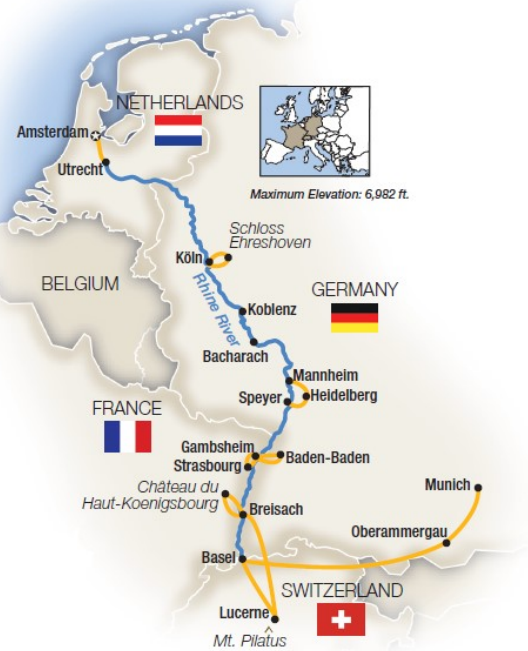 NETHERLANDS
Amsterdam
Utrecht
Maximum Elevation: 6,982 ft.
Schloss
Ehreshoven
Köln
BELGIUM
Rhine River
GERMANY
Koblenz
Bacharach
Mannheim
Speyer
Heidelberg
FRANCE
Gambsheim
Strasbourg
Baden-Baden
Château du
Haut-Koenigsbourg
Munich
Breisach
Oberammergau
Basel
SWITZERLAND
Lucerne
Mt. Pilatus